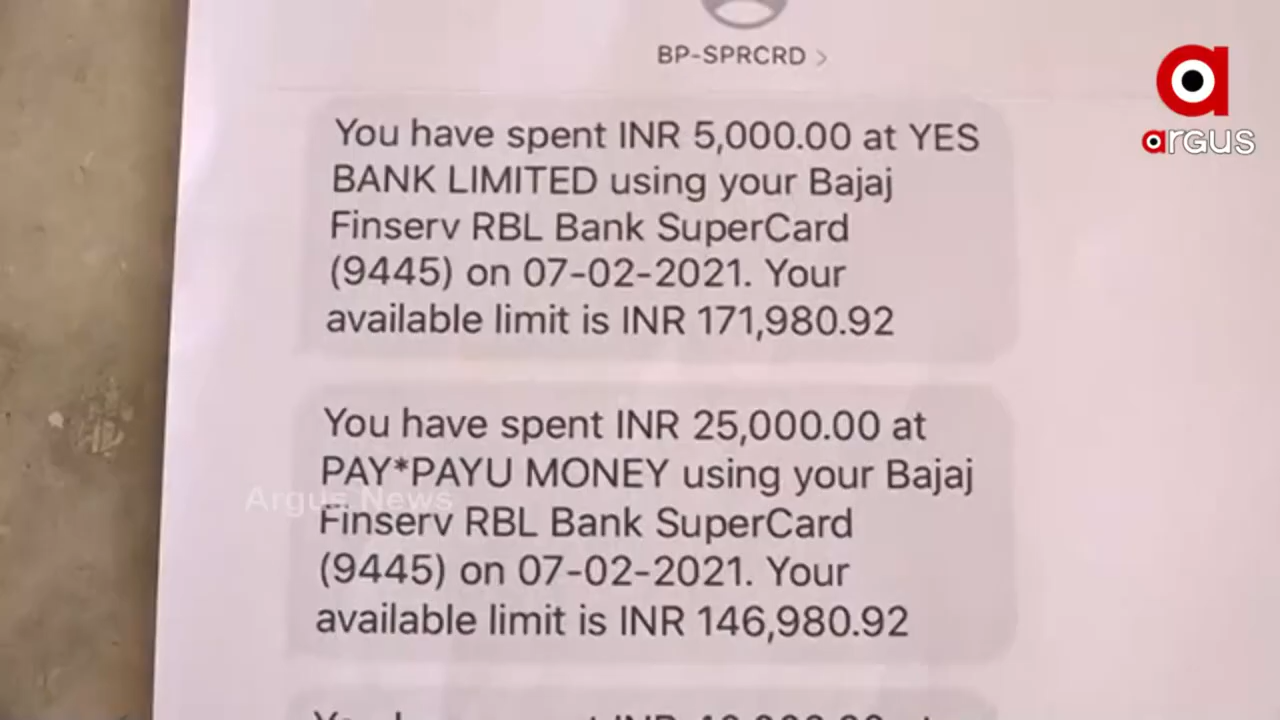 BP-SPRCRD >
argus
You have spent INR 5,000.00 at YES
BANK LIMITED using your Bajaj
Finserv RBL Bank SuperCard
(9445) on 07-02-2021. Your
available limit is INR 171,980.92
You have spent INR 25,000.00 at
PAY*PAYU MONEY using your Bajaj
Argus News
Finserv RBL Bank SuperCard
(9445) on 07-02-2021. Your
available limit is INR 146,980.92